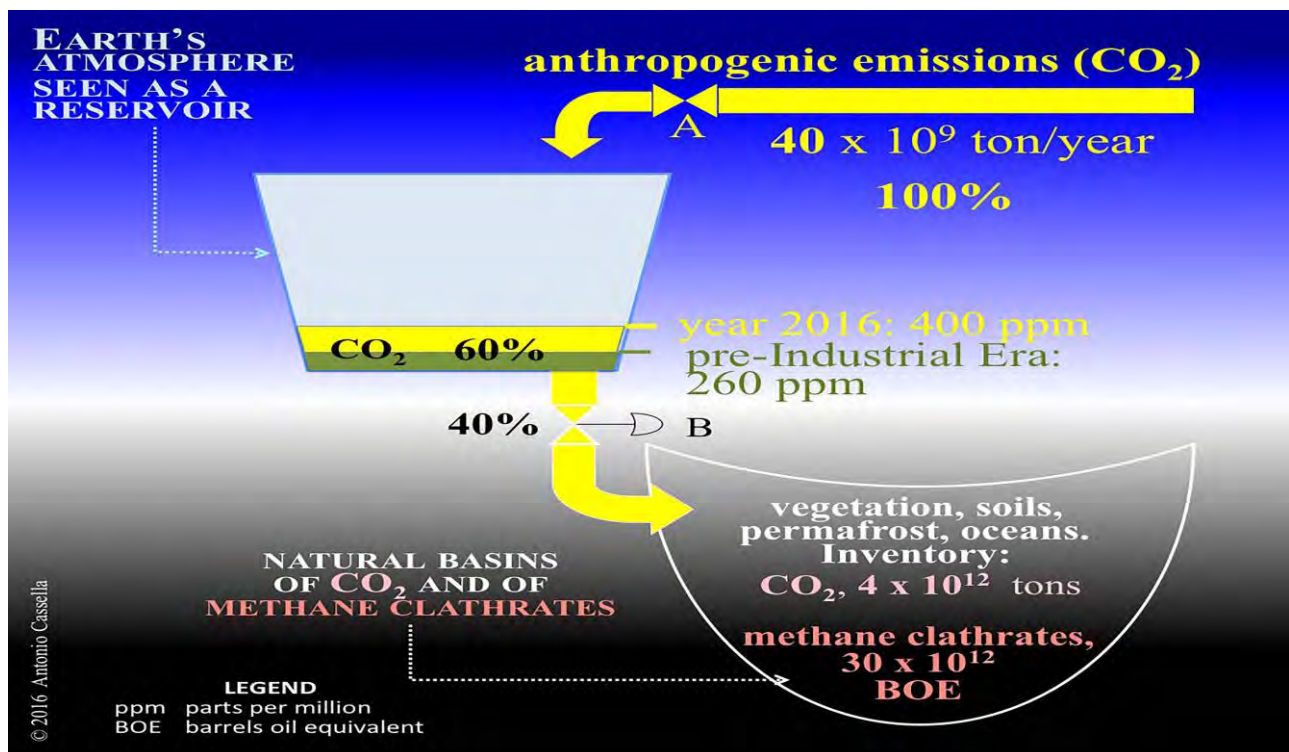 EARTH'S
ATMOSPHERE
SEEN AS A
RESERVOIR
anthropogenic emissions (CO₂)
A
40 x 10⁹ ton/year
100%
year 2016: 400 ppm
CO₂ 60%
pre-Industrial Era:
260 ppm
40%
B
vegetation, soils,
permafrost, oceans.
Inventory:
CO₂, 4 x 10¹² tons
NATURAL BASINS
OF CO₂ AND OF
METHANE CLATHRATES
methane clathrates,
30 x 10¹²
BOE
LEGEND
ppm parts per million
BOE barrels oil equivalent
© 2016 Antonio Cassella